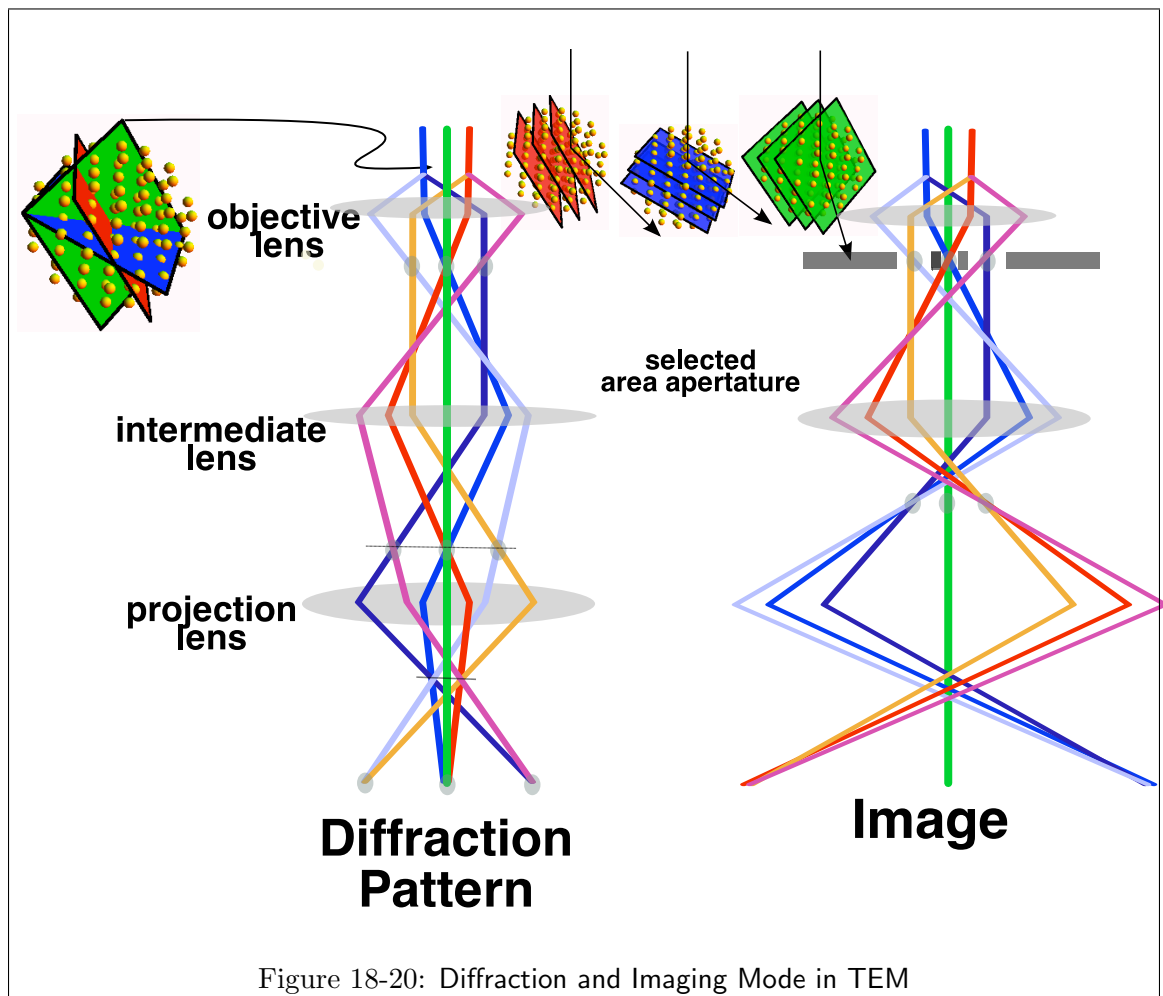 objective
lens
selected
area apertature
intermediate
lens
projection
lens
Diffraction
Pattern
Image
Figure 18-20: Diffraction and Imaging Mode in TEM